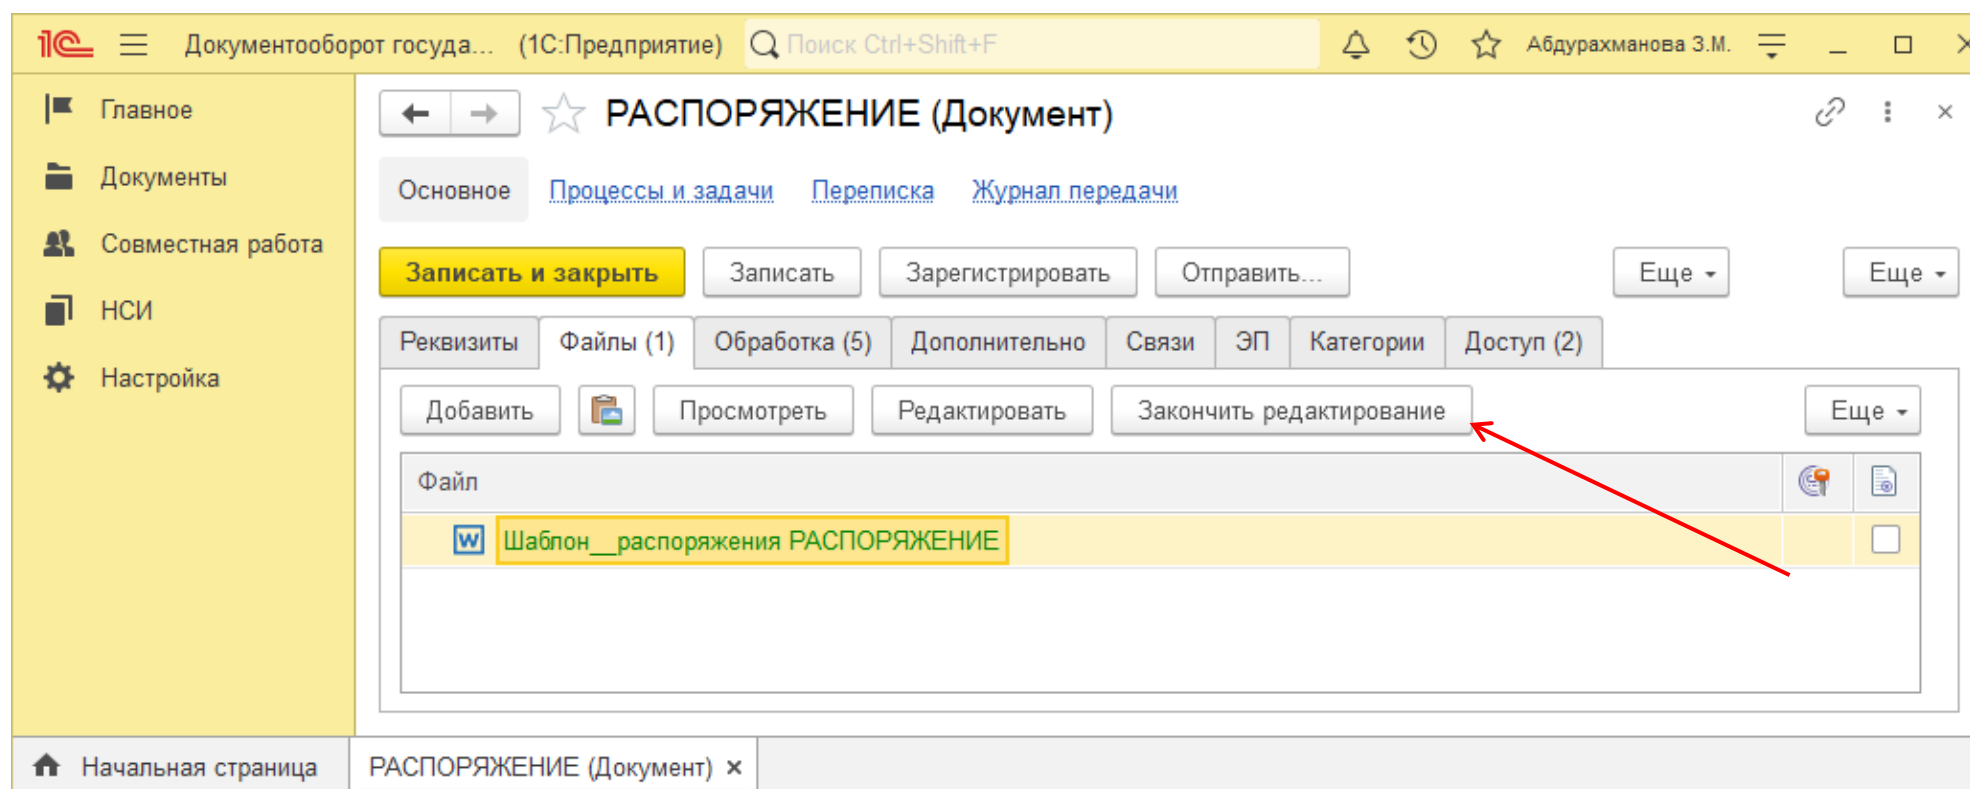 1С Документооборот госуда... (1С:Предприятие) Поиск Ctrl+Shift+F Абдурахманова З.М.
Главное
Документы
Совместная работа
НСИ
Настройка
РАСПОРЯЖЕНИЕ (Документ)
Основное Процессы и задачи Переписка Журнал передачи
Записать и закрыть Записать Зарегистрировать Отправить... Еще Еще
Реквизиты Файлы (1) Обработка (5) Дополнительно Связи ЭП Категории Доступ (2)
Добавить Просмотреть Редактировать Закончить редактирование Еще
Файл
W Шаблон__распоряжения РАСПОРЯЖЕНИЕ
Начальная страница РАСПОРЯЖЕНИЕ (Документ)